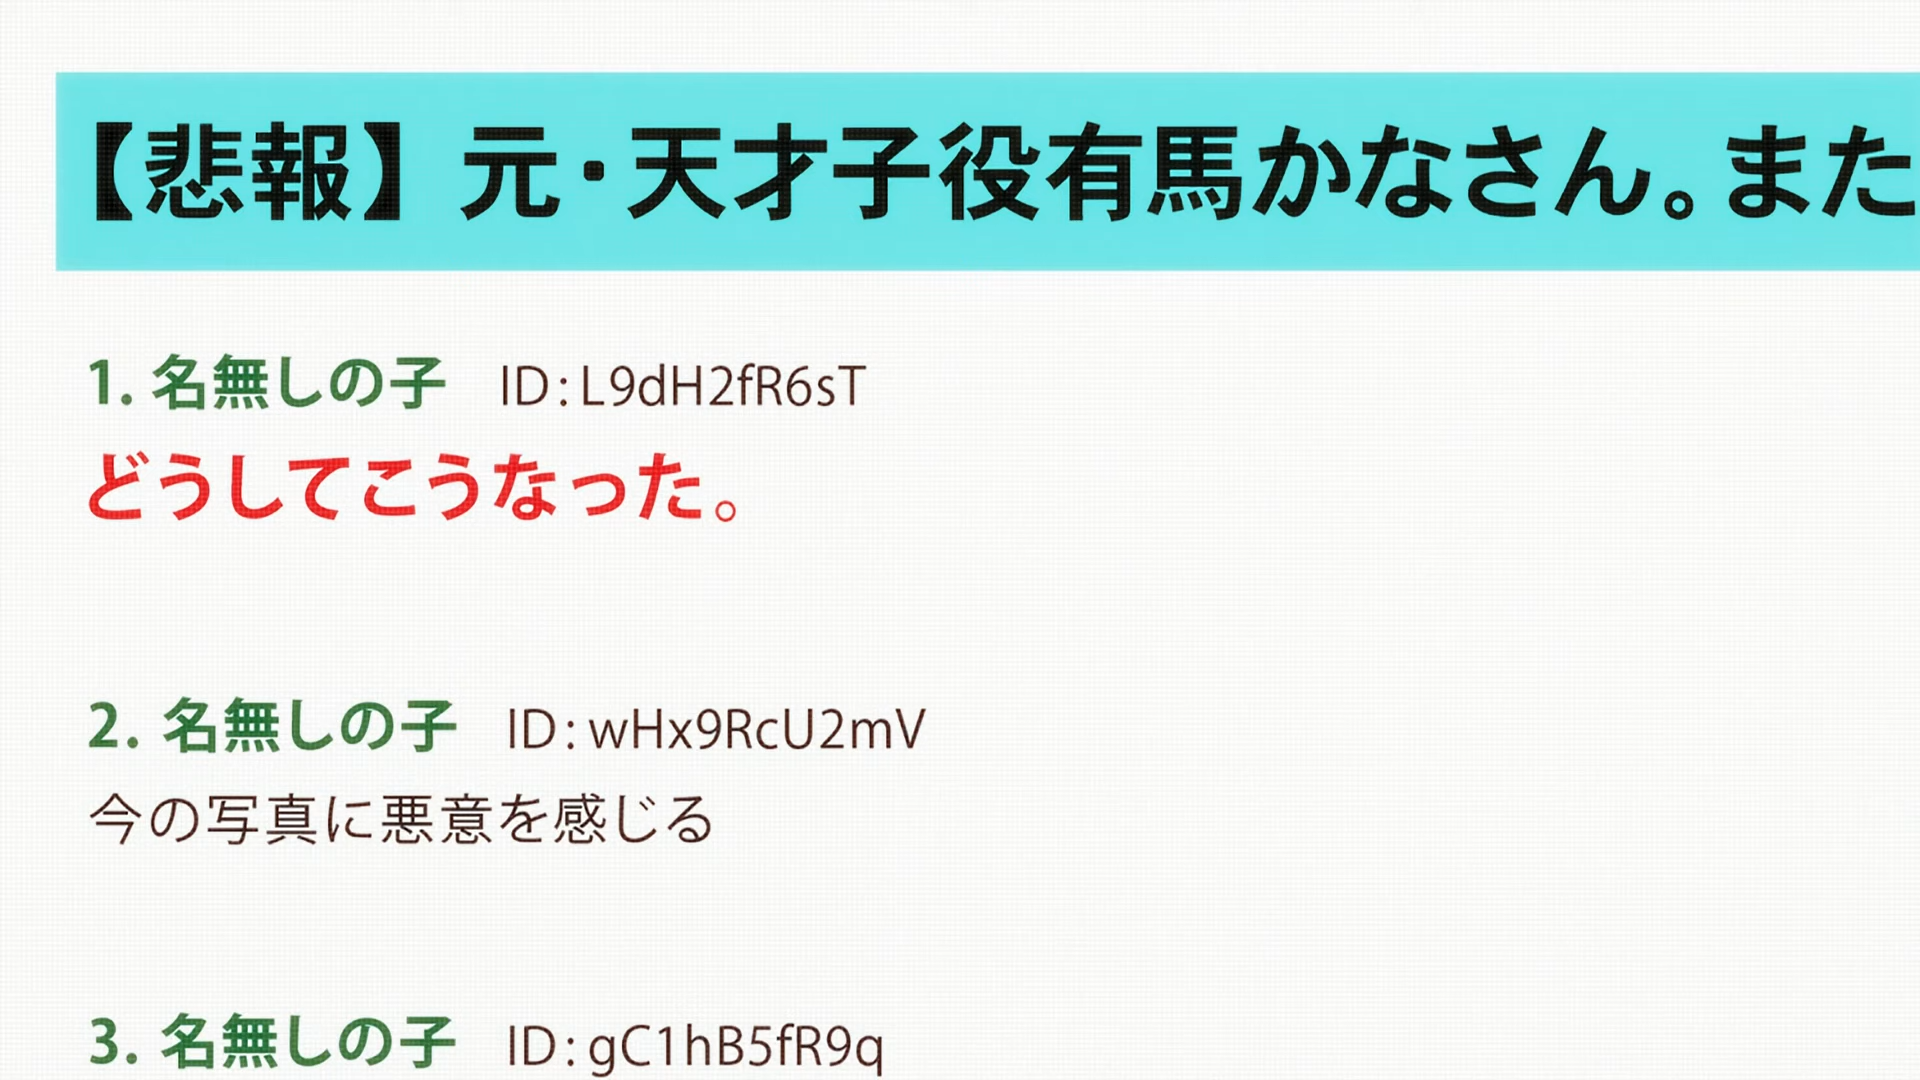 【悲報】元・天才子役有馬かなさん。また
1. 名無しの子 ID:L9dH2fR6sT
どうしてこうなった。
2. 名無しの子 ID:wHx9RcU2mV
今の写真に悪意を感じる
3. 名無しの子 ID:gC1hB5fR9q